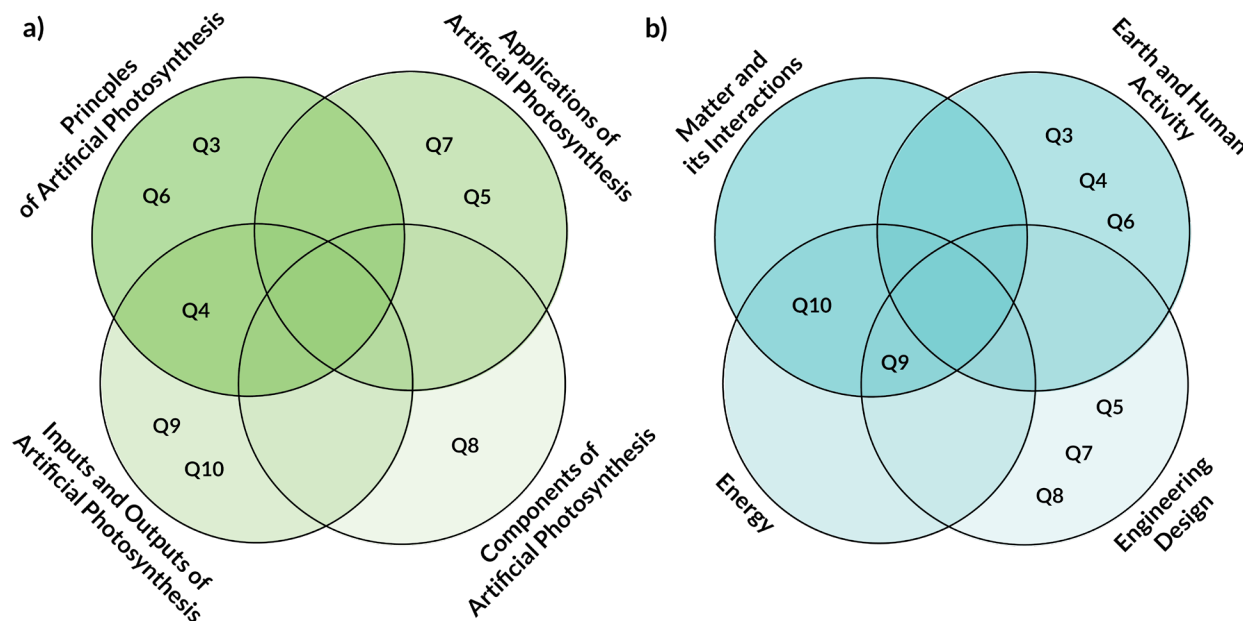 a)
Princples
of Artificial Photosynthesis
Applications of
Artificial Photosynthesis
Q3
Q7
Q6
Q5
Q4
Q9
Q10
Q8
Inputs and Outputs of
Artificial Photosynthesis
Components of
Artificial Photosynthesis
b)
Matter and
its Interactions
Earth and Human
Activity
Q3
Q4
Q6
Q10
Q9
Q5
Q7
Q8
Energy
Engineering
Design